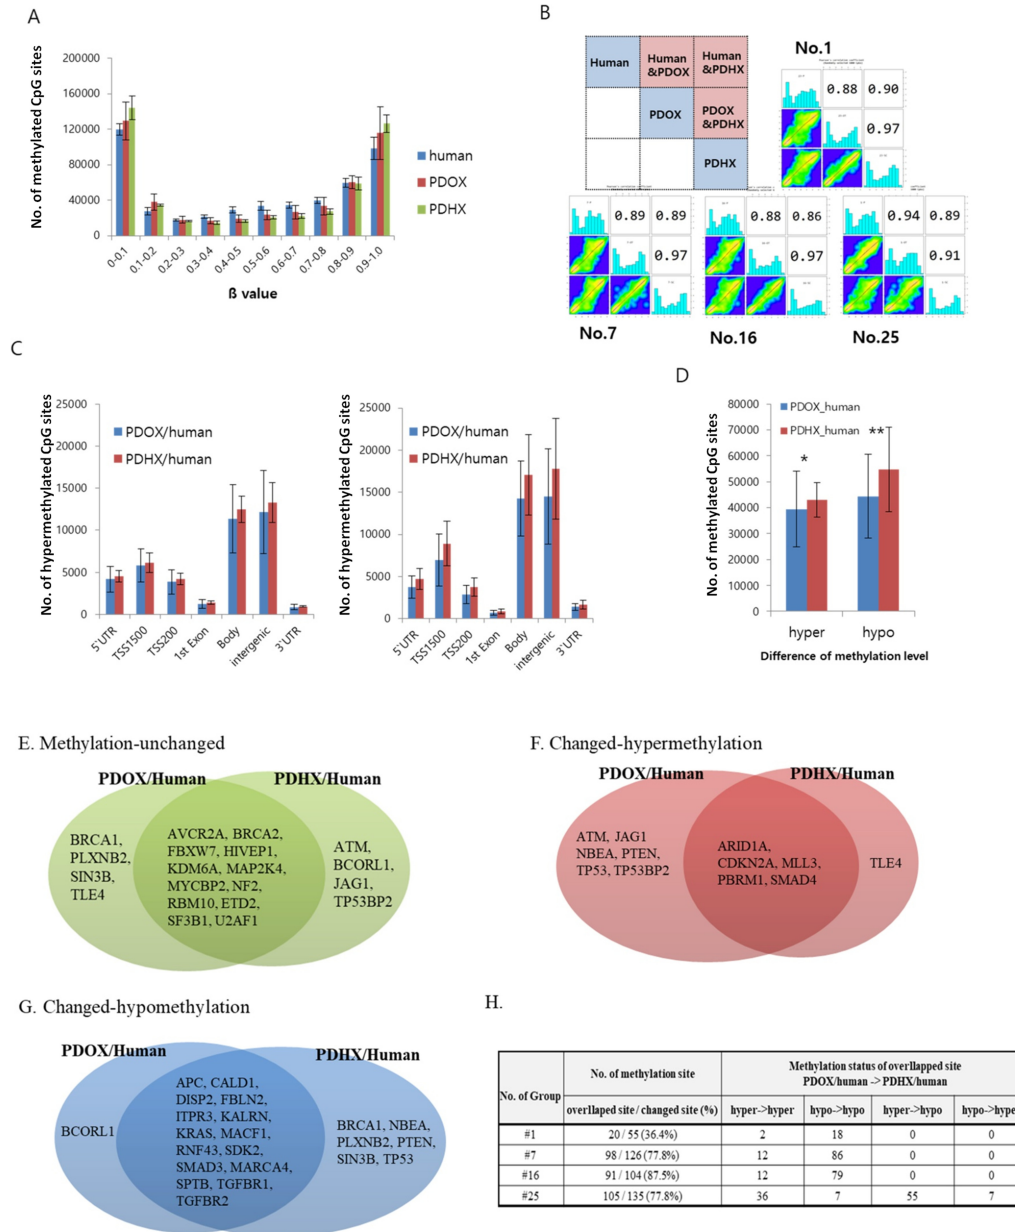 A
No. of methylated CpG sites
200000
160000
120000
80000
40000
0
human
PDOX
PDHX
0-0.1
0.1-0.2
0.2-0.3
0.3-0.4
0.4-0.5
0.5-0.6
0.6-0.7
0.7-0.8
0.8-0.9
0.9-1.0
ß value
B
Human
Human
&PDOX
Human
&PDHX
PDOX
PDOX
&PDHX
PDHX
No.1
0.88
0.90
0.97
0.89
0.89
0.97
No.7
0.88
0.86
0.97
No.16
0.94
0.89
0.91
No.25
C
No. of hypermethylated CpG sites
25000
20000
15000
10000
5000
0
PDOX/human
PDHX/human
5`UTR
TSS1500
TSS200
1st Exon
Body
intergenic
3`UTR
No. of hypermethylated CpG sites
25000
20000
15000
10000
5000
0
PDOX/human
PDHX/human
5`UTR
TSS1500
TSS200
1st Exon
Body
intergenic
3`UTR
D
No. of methylated CpG sites
80000
70000
60000
50000
40000
30000
20000
10000
0
PDOX_human
PDHX_human
*
**
hyper
hypo
Difference of methylation level
E. Methylation-unchanged
PDOX/Human
PDHX/Human
BRCA1,
PLXNB2,
SIN3B,
TLE4
AVCR2A, BRCA2,
FBXW7, HIVEP1,
KDM6A, MAP2K4,
MYCBP2, NF2,
RBM10, ETD2,
SF3B1, U2AF1
ATM,
BCORL1,
JAG1,
TP53BP2
F. Changed-hypermethylation
PDOX/Human
PDHX/Human
ATM, JAG1
NBEA, PTEN,
TP53, TP53BP2
ARID1A,
CDKN2A, MLL3,
PBRM1, SMAD4
TLE4
G. Changed-hypomethylation
PDOX/Human
PDHX/Human
BCORL1
APC, CALD1,
DISP2, FBLN2,
ITPR3, KALRN,
KRAS, MACF1,
RNF43, SDK2,
SMAD3, MARCA4,
SPTB, TGFBR1,
TGFBR2
BRCA1, NBEA,
PLXNB2, PTEN,
SIN3B, TP53
H.
No. of Group
No. of methylation site
Methylation status of overllapped site
PDOX/human -> PDHX/human
overllaped site / changed site (%)
hyper->hyper
hypo->hypo
hyper->hypo
hypo->hyper
#1 20 / 55 (36.4%) 2 18 0 0
#7 98 / 126 (77.8%) 12 86 0 0
#16 91 / 104 (87.5%) 12 79 0 0
#25 105 / 135 (77.8%) 36 7 55 7